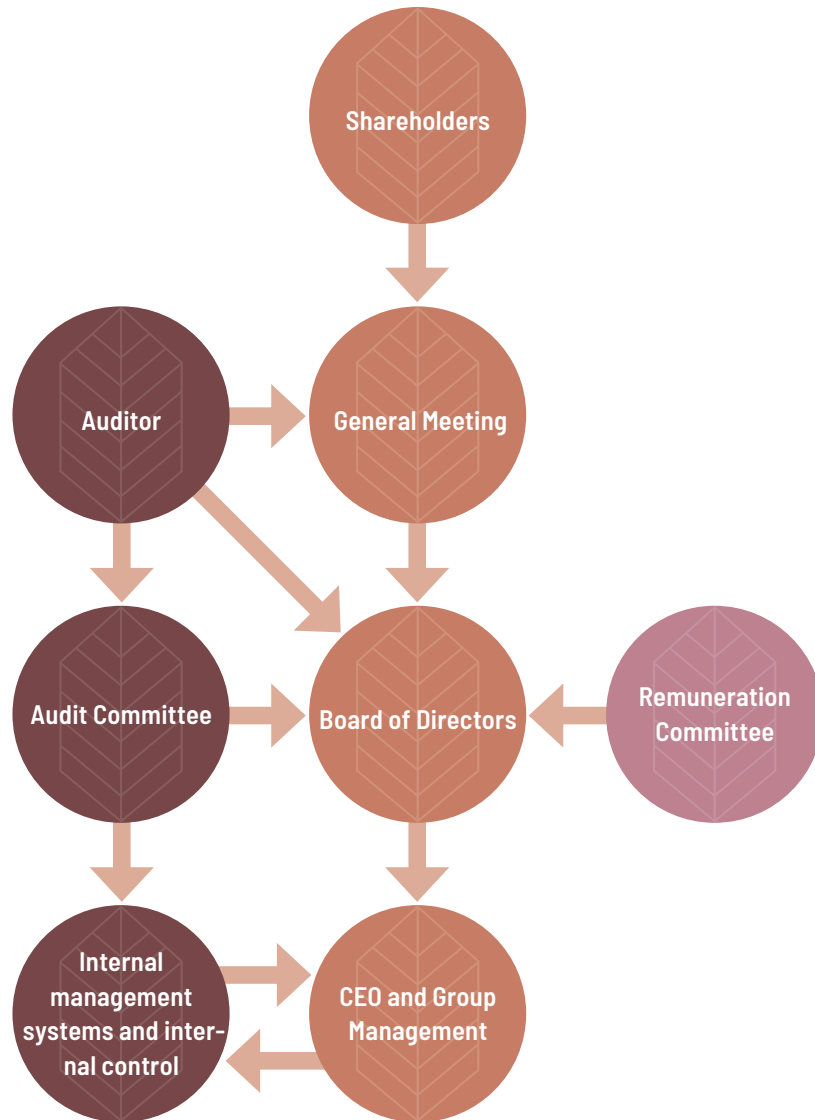 Shareholders
Auditor
General Meeting
Audit Committee
Board of Directors
Remuneration
Committee
Internal
management
systems and inter-
nal control
CEO and Group
Management